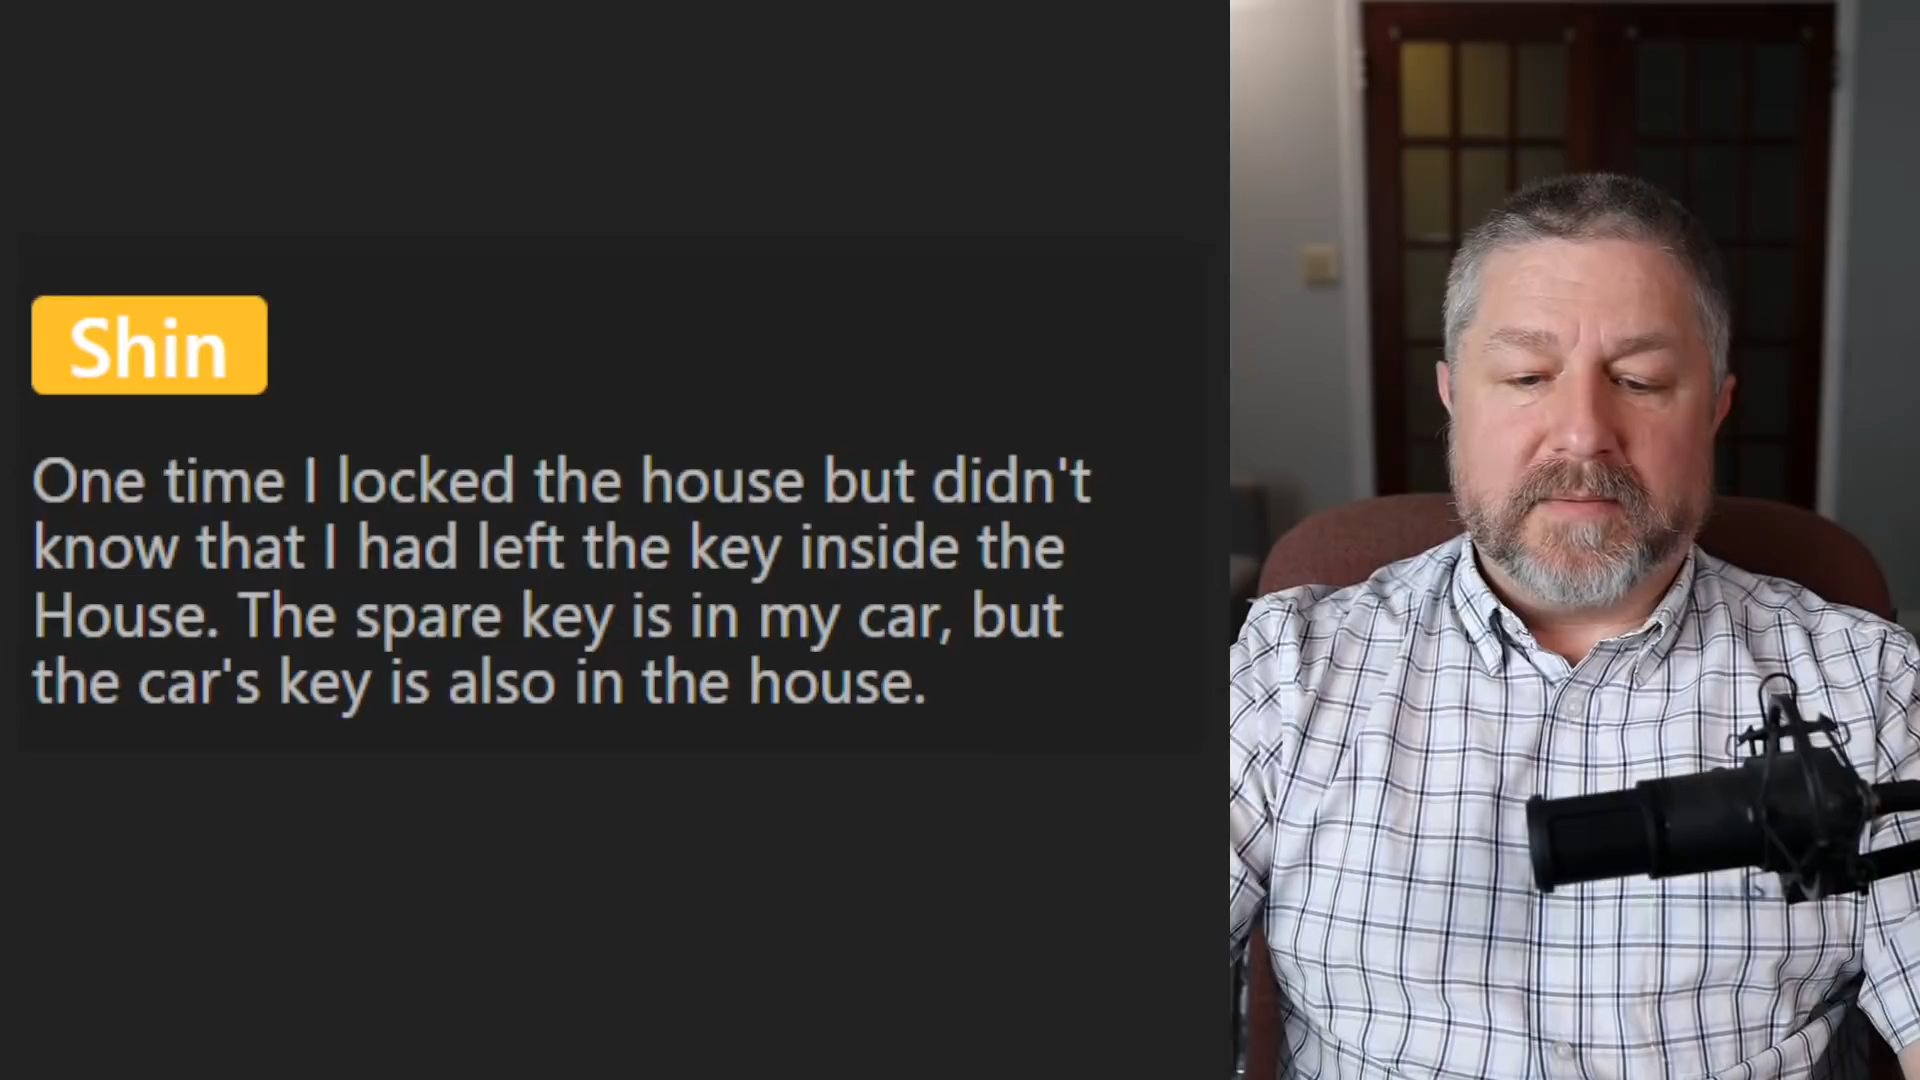 Shin
One time I locked the house but didn't
know that I had left the key inside the
House. The spare key is in my car, but
the car's key is also in the house.